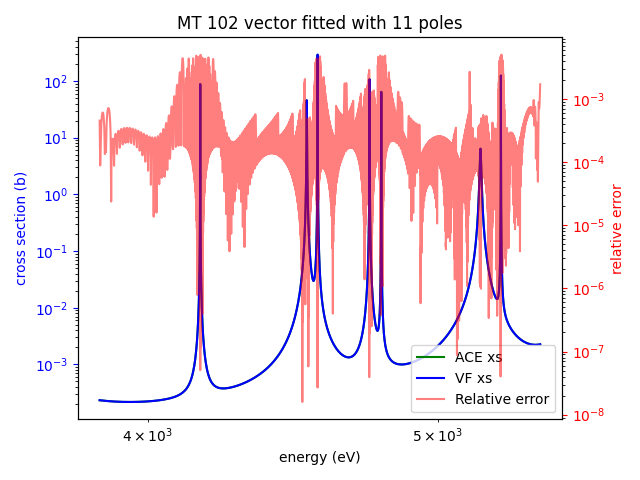 MT 102 vector fitted with 11 poles
10²
10¹
10⁰
10⁻¹
10⁻²
10⁻³
cross section (b)
10⁻³
10⁻⁴
10⁻⁵
10⁻⁶
10⁻⁷
10⁻⁸
relative error
ACE xs
VF xs
Relative error
4 × 10³
5 × 10³
energy (eV)